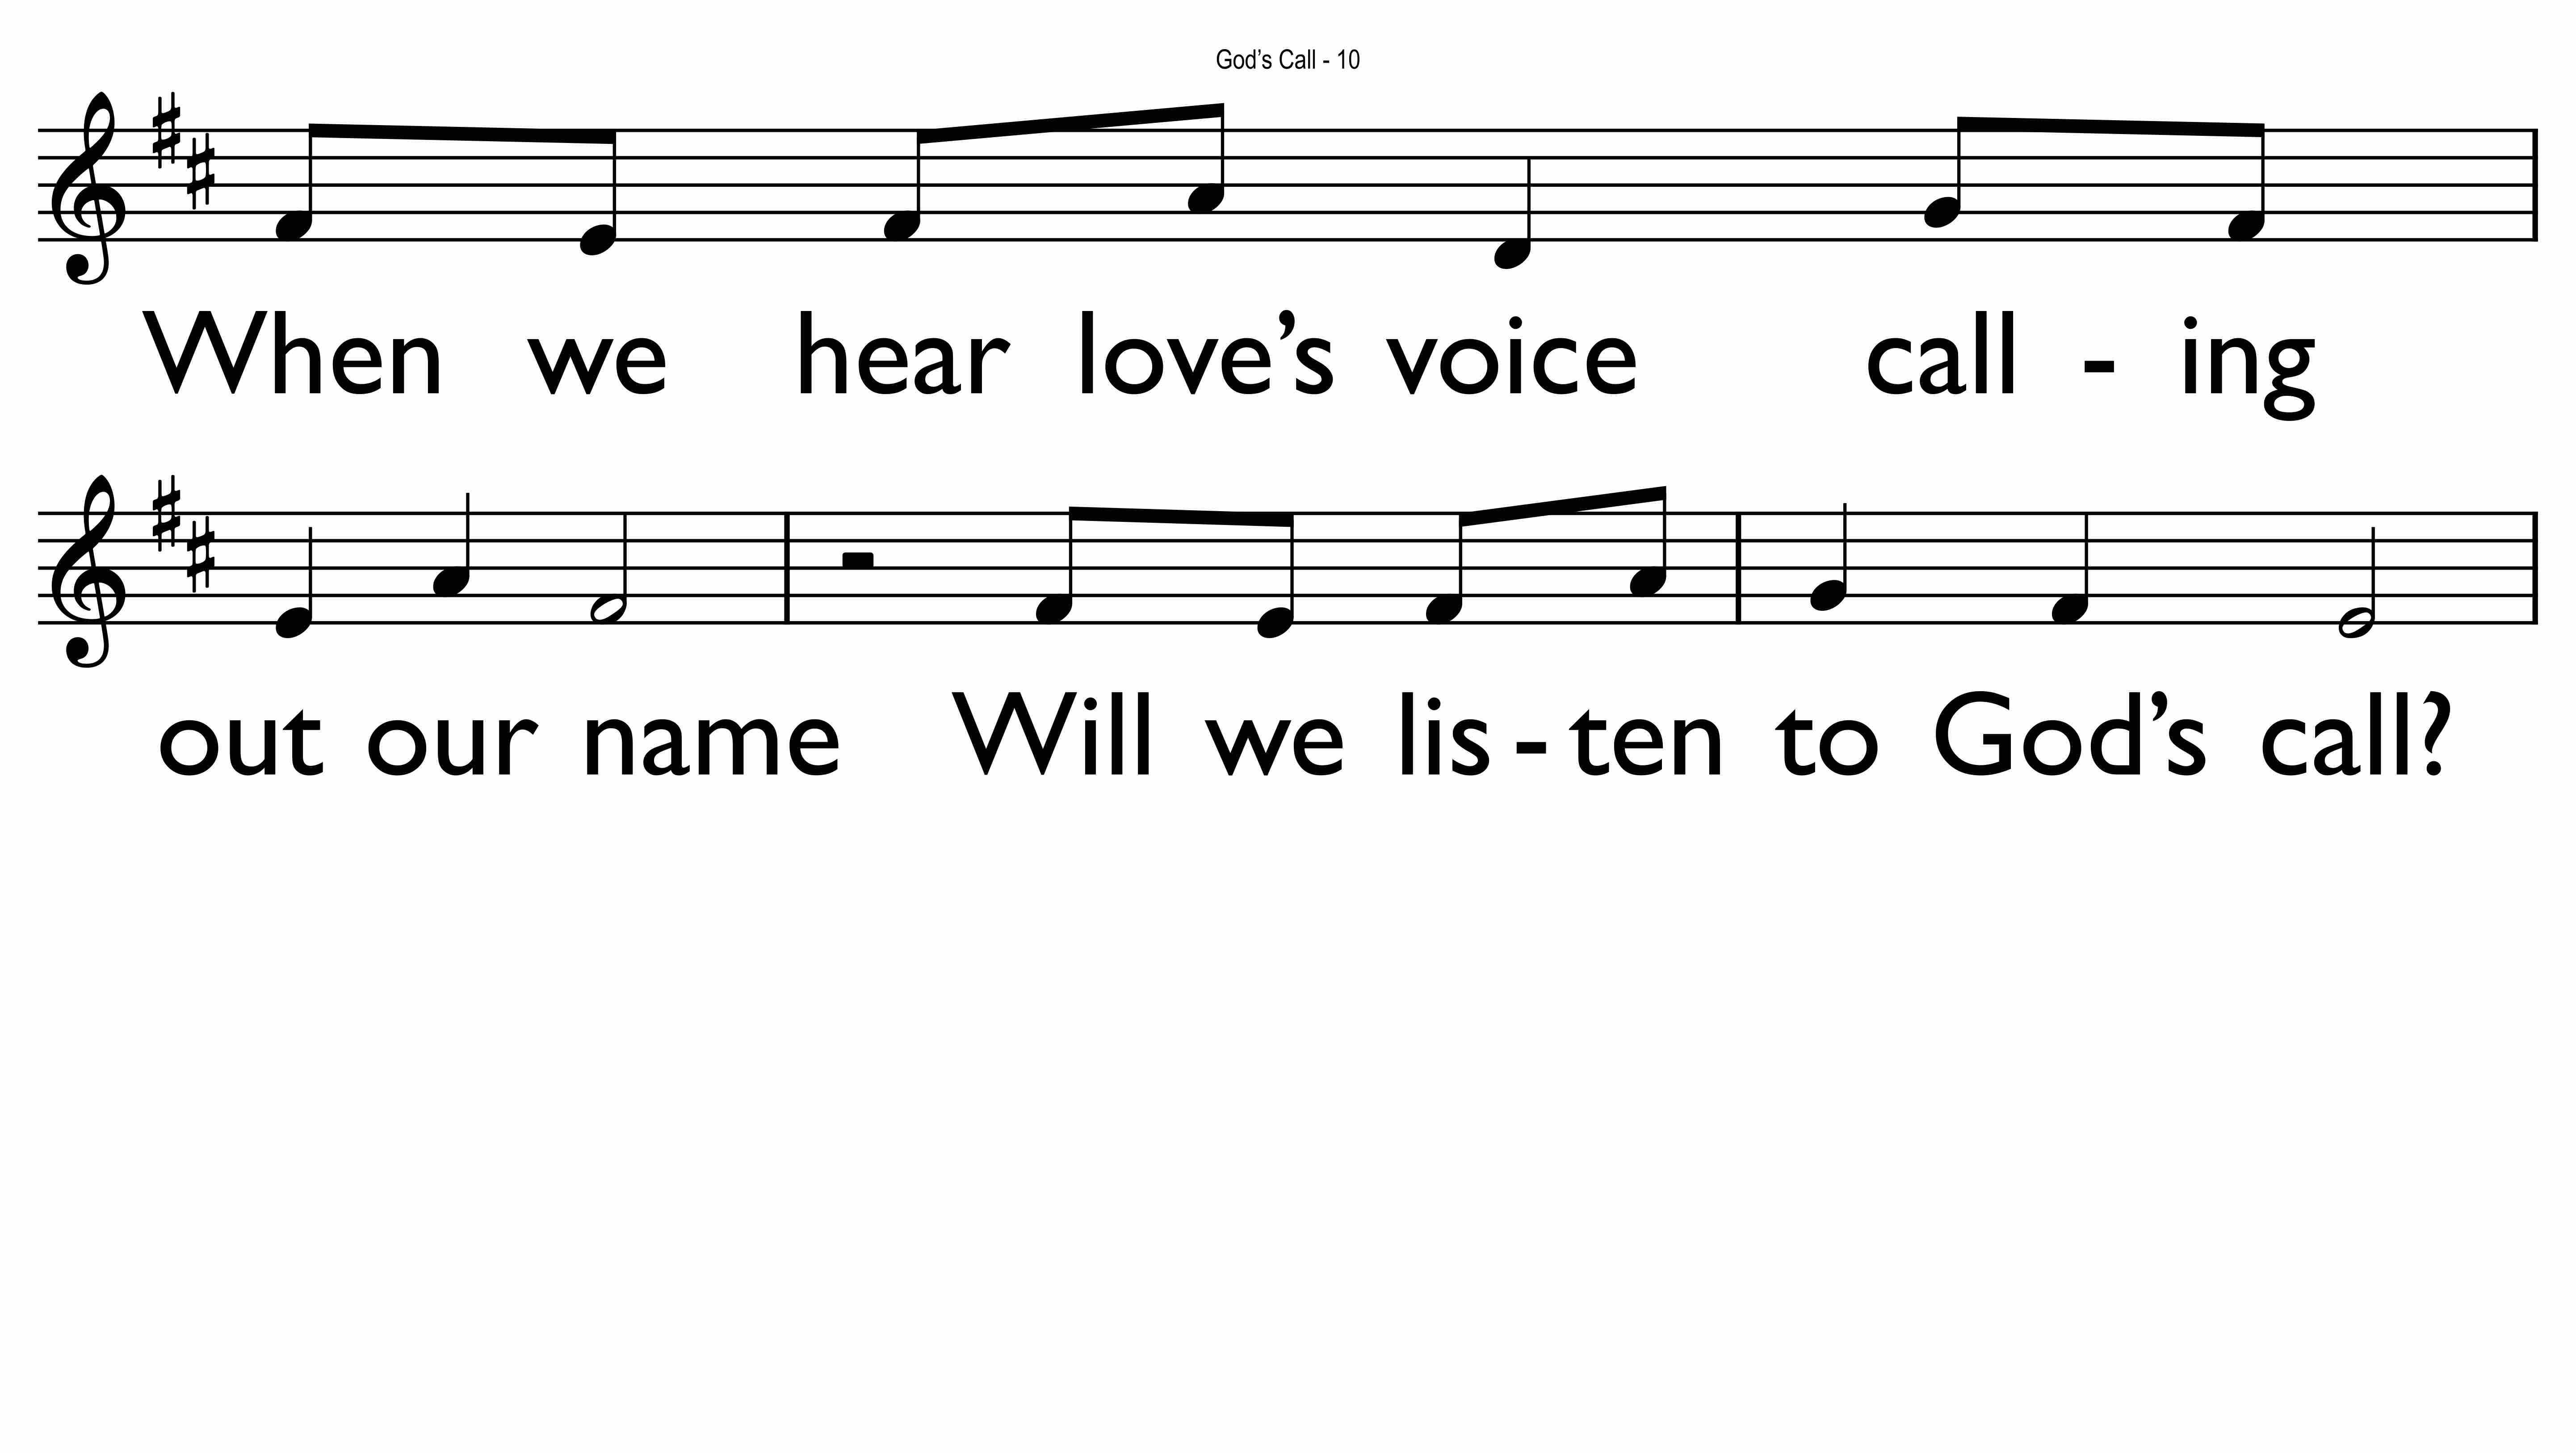 God’s Call - 10
When we hear love’s voice call - ing
out our name Will we lis - ten to God’s call?